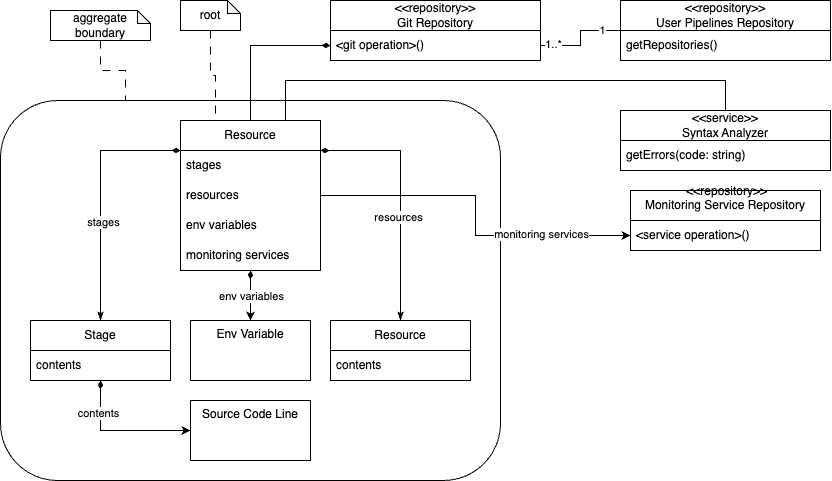 aggregate
boundary
root
<<repository>>
Git Repository
<git operation>()
1..*
1
<<repository>>
User Pipelines Repository
getRepositories()
<<service>>
Syntax Analyzer
getErrors(code: string)
<<repository>>
Monitoring Service Repository
<service operation>()
Resource
stages
resources
env variables
monitoring services
stages
resources
monitoring services
env variables
Stage
contents
Env Variable
Resource
contents
contents
Source Code Line